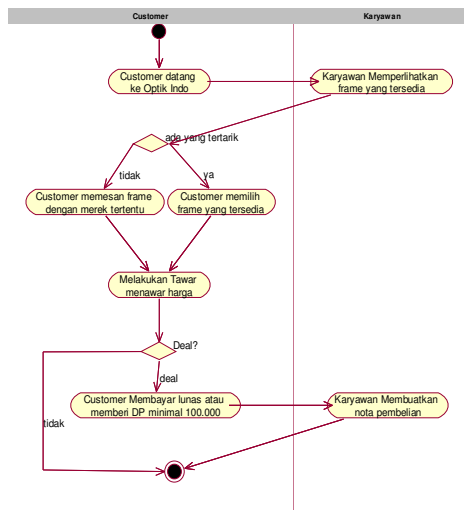 Customer
Karyawan
Customer datang
ke Optik Indo
Karyawan Memperlihatkan
frame yang tersedia
ade yang tertarik
tidak
ya
Customer memesan frame
dengan merek tertentu
Customer memilih
frame yang tersedia
Melakukan Tawar
menawar harga
Deal?
deal
Customer Membayar lunas atau
memberi DP minimal 100.000
Karyawan Membuatkan
nota pembelian
tidak